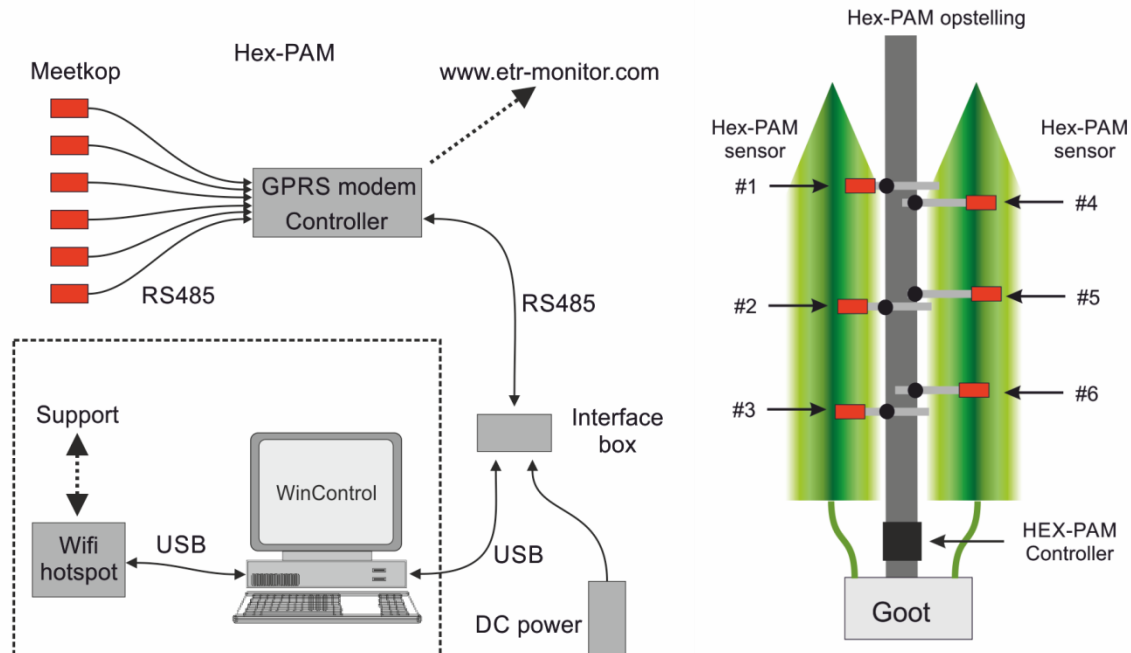 Hex-PAM
Meetkop
www.etr-monitor.com
GPRS modem
Controller
RS485
RS485
Interface
box
Support
WinControl
Wifi
hotspot
USB
USB
DC power
Hex-PAM opstelling
Hex-PAM
sensor
Hex-PAM
sensor
#1
#4
#2
#5
#3
#6
HEX-PAM
Controller
Goot